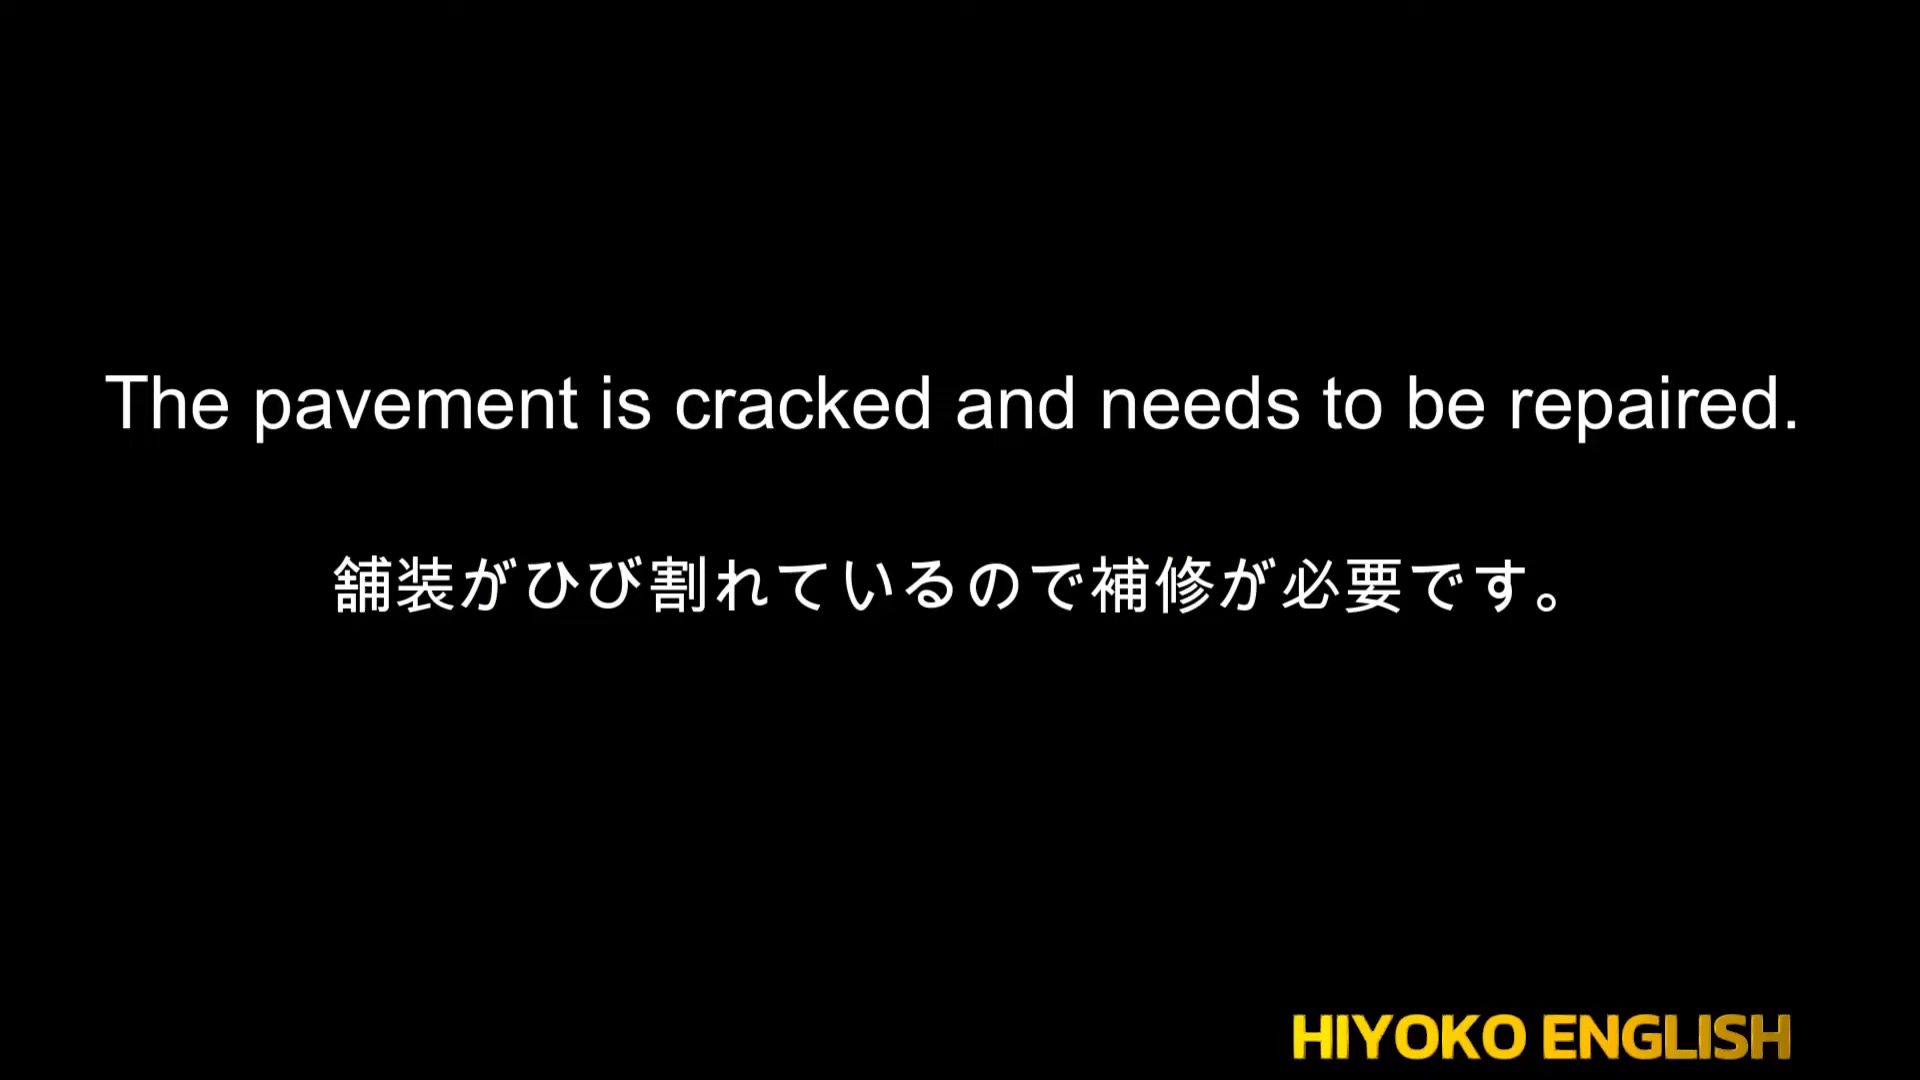 The pavement is cracked and needs to be repaired.
舗装がひび割れているので補修が必要です。
HIYOKO ENGLISH